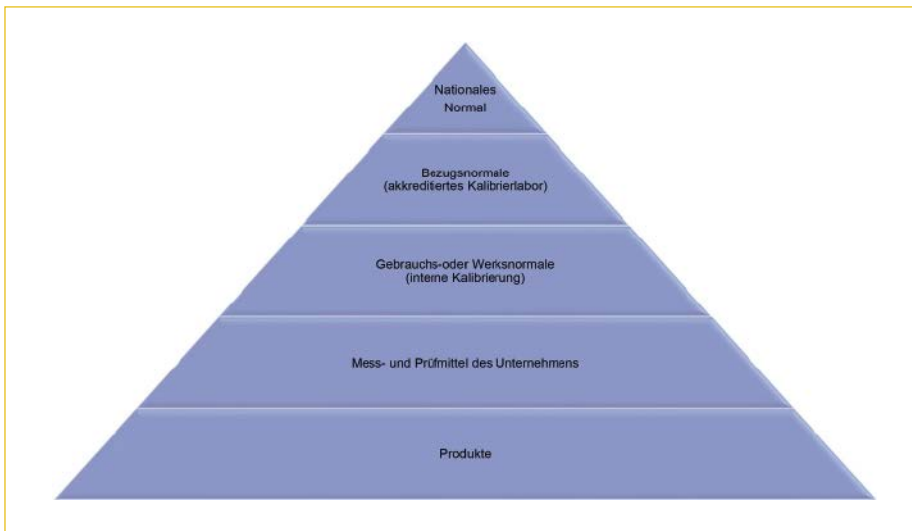 Nationales
Normal
Bezugsnormale
(akkreditiertes Kalibrierlabor)
Gebrauchs-oder Werksnormale
(interne Kalibrierung)
Mess- und Prüfmittel des Unternehmens
Produkte